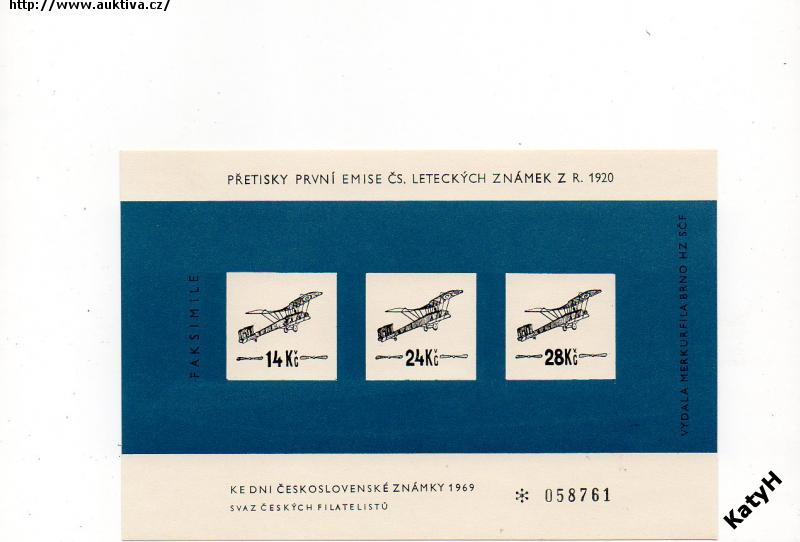 http://www.auktiva.cz/
PŘETISKY PRVNÍ EMISE ČS. LETECKÝCH ZNÁMEK Z R. 1920
FAKSIMILE
14 Kč
24 Kč
28 Kč
VYDALA MERKURFILA BRNO HZ SČF
KE DNI ČESKOSLOVENSKÉ ZNÁMKY 1969
SVAZ ČESKÝCH FILATELISTŮ
* 058761
KatyH